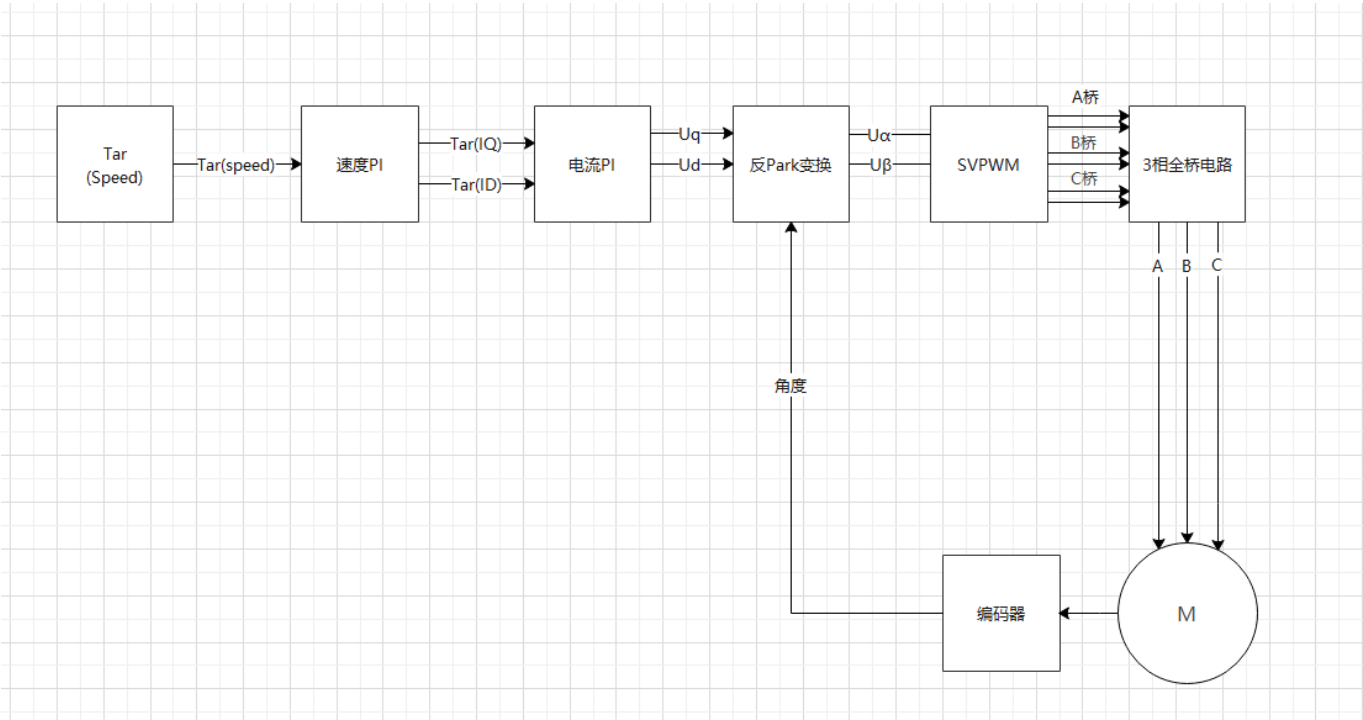 Tar
(Speed)
Tar(speed)
速度PI
Tar(IQ)
Tar(ID)
电流PI
Uq
Ud
反Park变换
Uα
Uβ
SVPWM
A桥
B桥
C桥
3相全桥电路
A
B
C
角度
编码器
M